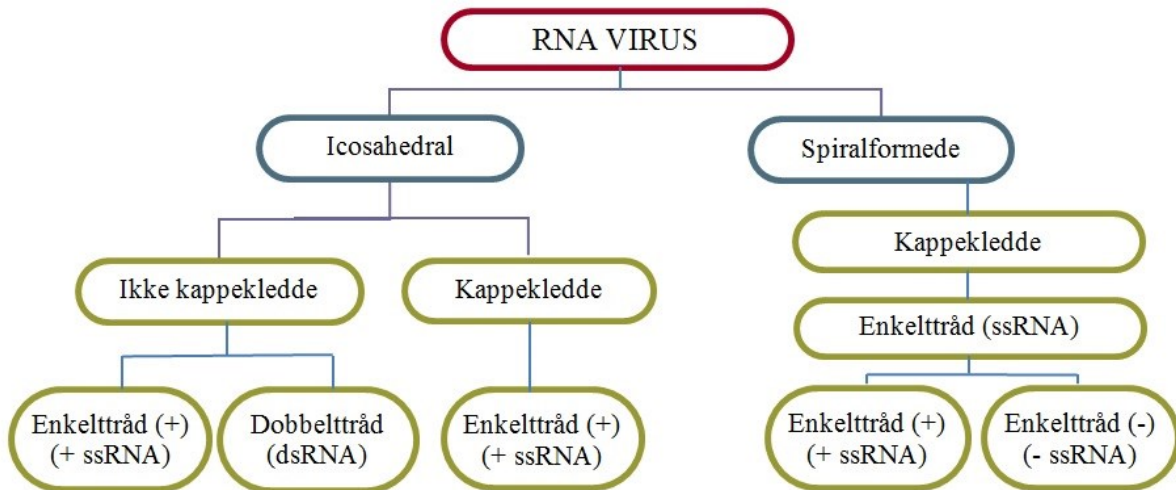 RNA VIRUS
Icosahedral
Spiralformede
Ikke kappekledde
Kappekledde
Kappekledde
Enkelttråd (ssRNA)
Enkelttråd (+)
(+ ssRNA)
Dobbelttråd
(dsRNA)
Enkelttråd (+)
(+ ssRNA)
Enkelttråd (+)
(+ ssRNA)
Enkelttråd (-)
(- ssRNA)